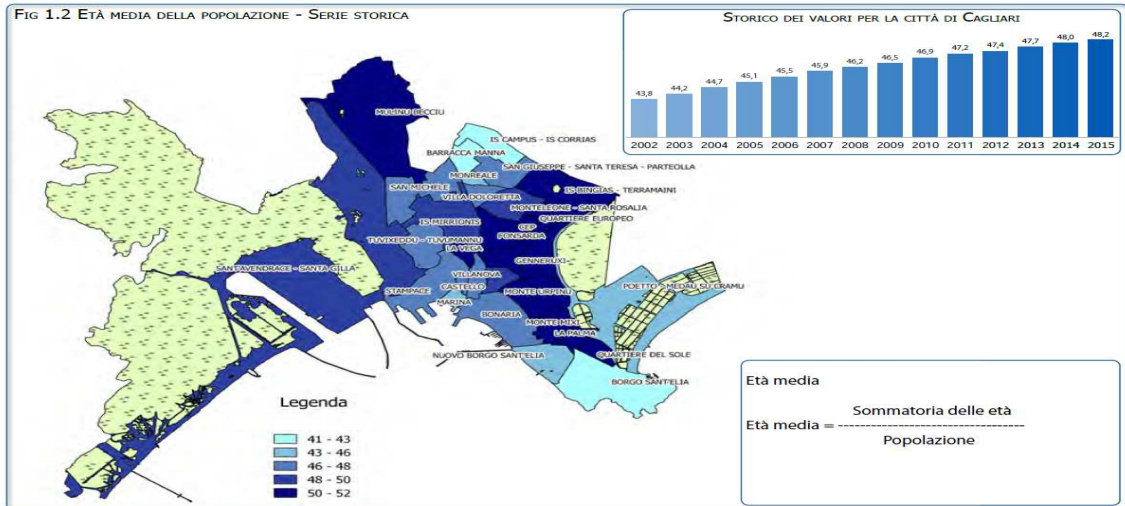 FIG 1.2 ETÀ MEDIA DELLA POPOLAZIONE - SERIE STORICA
STORICO DEI VALORI PER LA CITTÀ DI CAGLIARI
43,8 44,2 44,7 45,1 45,5 45,9 46,2 46,5 46,9 47,2 47,4 47,7 48,0 48,2
2002 2003 2004 2005 2006 2007 2008 2009 2010 2011 2012 2013 2014 2015
MULINU BECCIU
IS CAMPUS - IS CORRIAS
BARRACCA MANNA
SAN GIUSEPPE - SANTA TERESA - PARTEOLLA
MONREALE
SAN MICHELE
IS BINGIAS - TERRAMAINI
VILLA DOLORETTA
MONTELEONE - SANTA ROSALIA
IS MIRRIONIS
QUARTIERE EUROPEO
CEP
FONSARDA
TUVIXEDDU - TUVUMANNU
LA VEGA
GENNERUXI
SANT'AVENDRACE - SANTA GILLA
VILLANOVA
STAMPACE
CASTELLO
MONTE URPINU
POETTO - MEDAU SU CRAMU
MARINA
BONARIA
MONTE MIXI
LA PALMA
NUOVO BORGO SANT'ELIA
QUARTIERE DEL SOLE
BORGO SANT'ELIA
Legenda
41 - 43
43 - 46
46 - 48
48 - 50
50 - 52
Età media
Sommatoria delle età
Età media = ---------------------------------
Popolazione